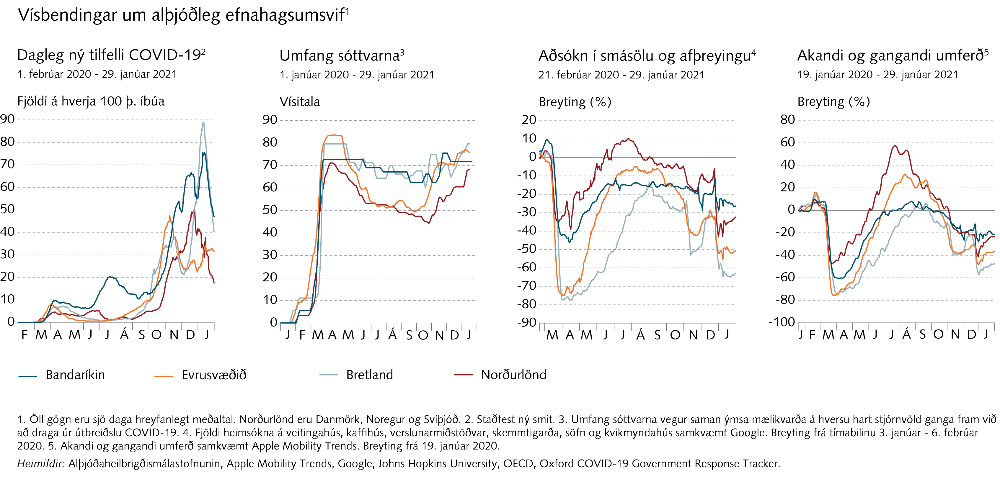 Vísbendingar um alþjóðleg efnahagsumsvif¹
Dagleg ný tilfelli COVID-19²
1. febrúar 2020 - 29. janúar 2021
Fjöldi á hverja 100 þ. íbúa
90
80
70
60
50
40
30
20
10
0
F M A M J J Á S O N D J
Umfang sóttvarna³
1. janúar 2020 - 29. janúar 2021
Vísitala
90
80
70
60
50
40
30
20
10
0
J F M A M J J Á S O N D J
Aðsókn í smásölu og afþreyingu⁴
21. febrúar 2020 - 29. janúar 2021
Breyting (%)
20
10
0
-10
-20
-30
-40
-50
-60
-70
-80
-90
M A M J J Á S O N D J
Akandi og gangandi umferð⁵
19. janúar 2020 - 29. janúar 2021
Breyting (%)
80
60
40
20
0
-20
-40
-60
-80
-100
J F M A M J J Á S O N D J
Bandaríkin Evrusvæðið Bretland Norðurlönd
1. Öll gögn eru sjö daga hreyfanlegt meðaltal. Norðurlönd eru Danmörk, Noregur og Svíþjóð. 2. Staðfest ný smit. 3. Umfang sóttvarna vegur saman ýmsa mælikvarða á hversu hart stjórnvöld ganga fram við
að draga úr útbreiðslu COVID-19. 4. Fjöldi heimsókna á veitingahús, kaffihús, verslunarmiðstöðvar, skemmtigarða, söfn og kvikmyndahús samkvæmt Google. Breyting frá tímabilinu 3. janúar - 6. febrúar
2020. 5. Akandi og gangandi umferð samkvæmt Apple Mobility Trends. Breyting frá 19. janúar 2020.
Heimildir: Alþjóðaheilbrigðismálastofnunin, Apple Mobility Trends, Google, Johns Hopkins University, OECD, Oxford COVID-19 Government Response Tracker.